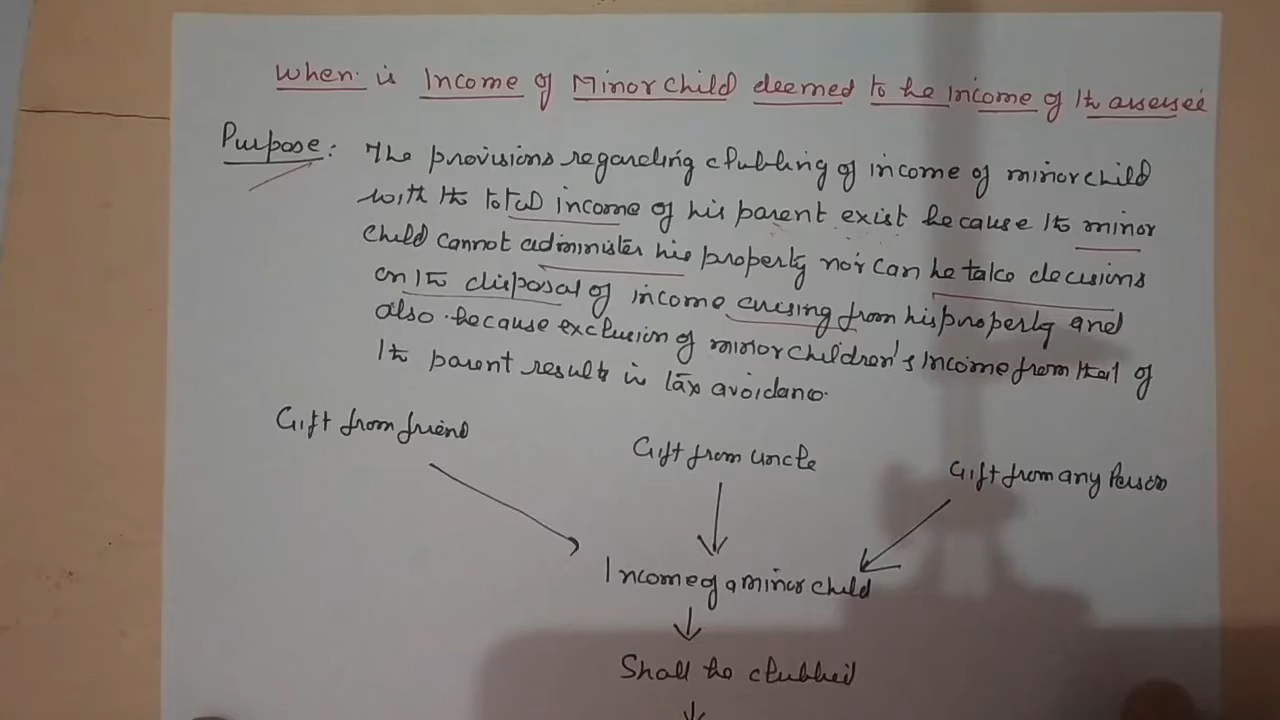 When is Income of Minor child deemed to be Income of the assessee
Purpose: The provisions regarding clubbing of income of minor child
with the total income of his parent exist because the minor
child cannot administer his property nor can he take decisions
on the disposal of income arising from his property and
also because exclusion of minor children's income from that of
the parent results in tax avoidance.
Gift from friend
Gift from uncle
Gift from any Person
Income of a minor child
Shall be clubbed